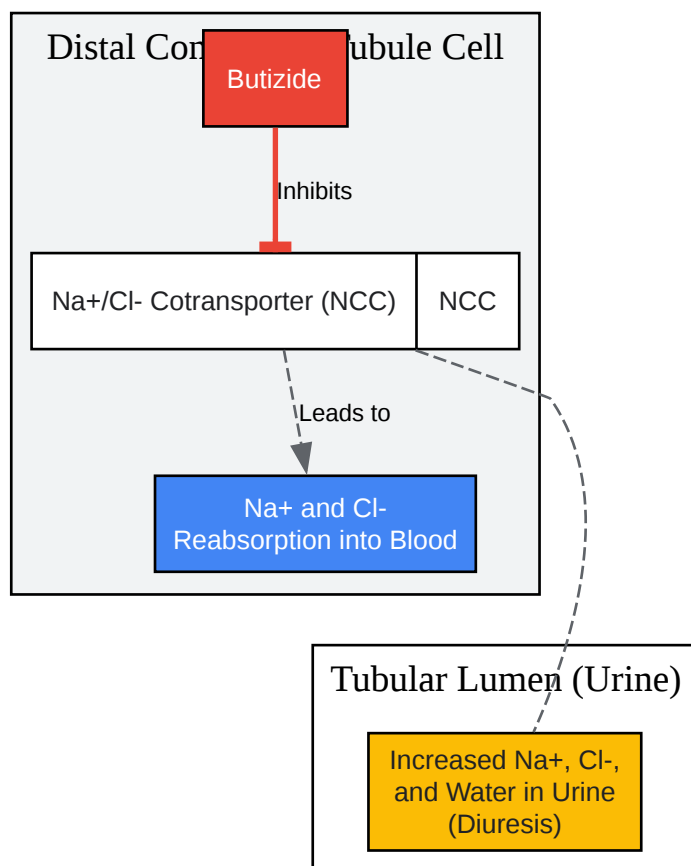 Distal Con ubule Cell
Butizide
Inhibits
Na+/Cl- Cotransporter (NCC)
NCC
Leads to
Na+ and Cl-
Reabsorption into Blood
Tubular Lumen (Urine)
Increased Na+, Cl-,
and Water in Urine
(Diuresis)